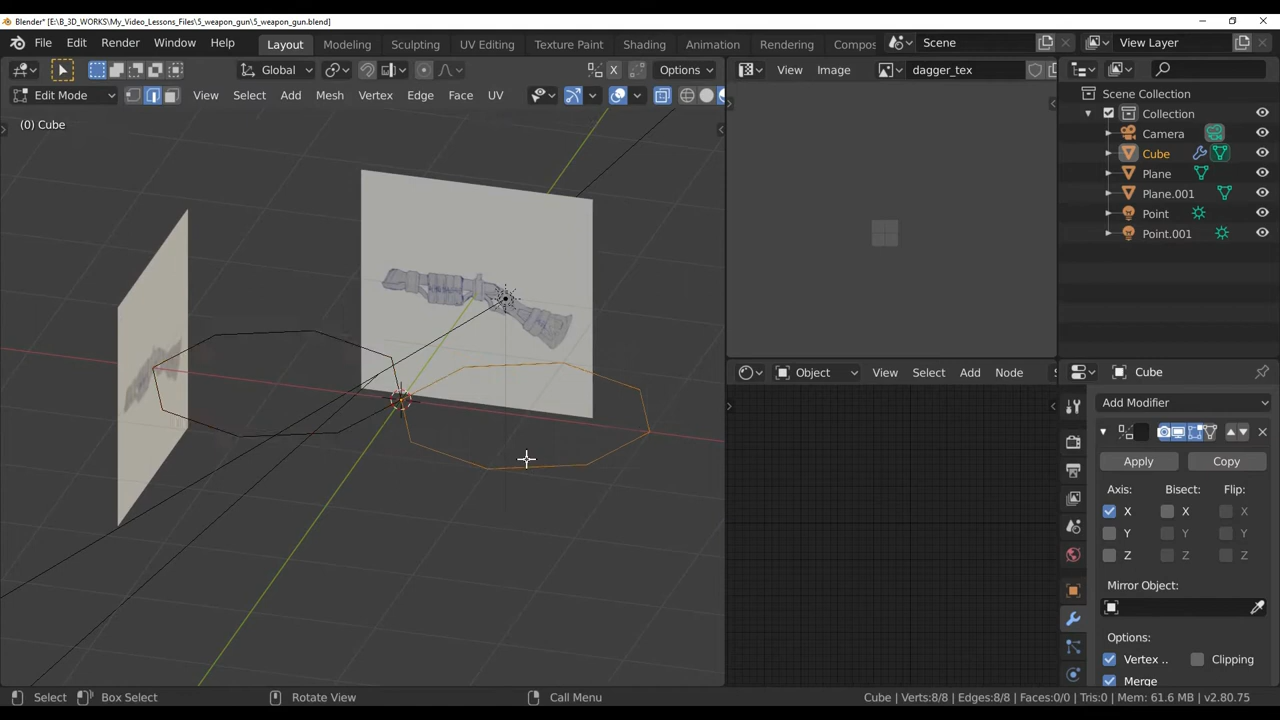 Blender* [E:\B_3D_WORKS\My_Video_Lessons_Files\5_weapon_gun\5_weapon_gun.blend]
File Edit Render Window Help Layout Modeling Sculpting UV Editing Texture Paint Shading Animation Rendering Compos Scene View Layer
Global X Options View Image dagger_tex
Edit Mode View Select Add Mesh Vertex Edge Face UV
Scene Collection
Collection
(0) Cube
Camera
Cube
Plane
Plane.001
Point
Point.001
Object View Select Add Node Cube
Add Modifier
Apply Copy
Axis: Bisect: Flip:
X X X
Y Y Y
Z Z Z
Mirror Object:
Options:
Vertex .. Clipping
Merge
Select Box Select Rotate View Call Menu Cube | Verts:8/8 | Edges:8/8 | Faces:0/0 | Tris:0 | Mem: 61.6 MB | v2.80.75